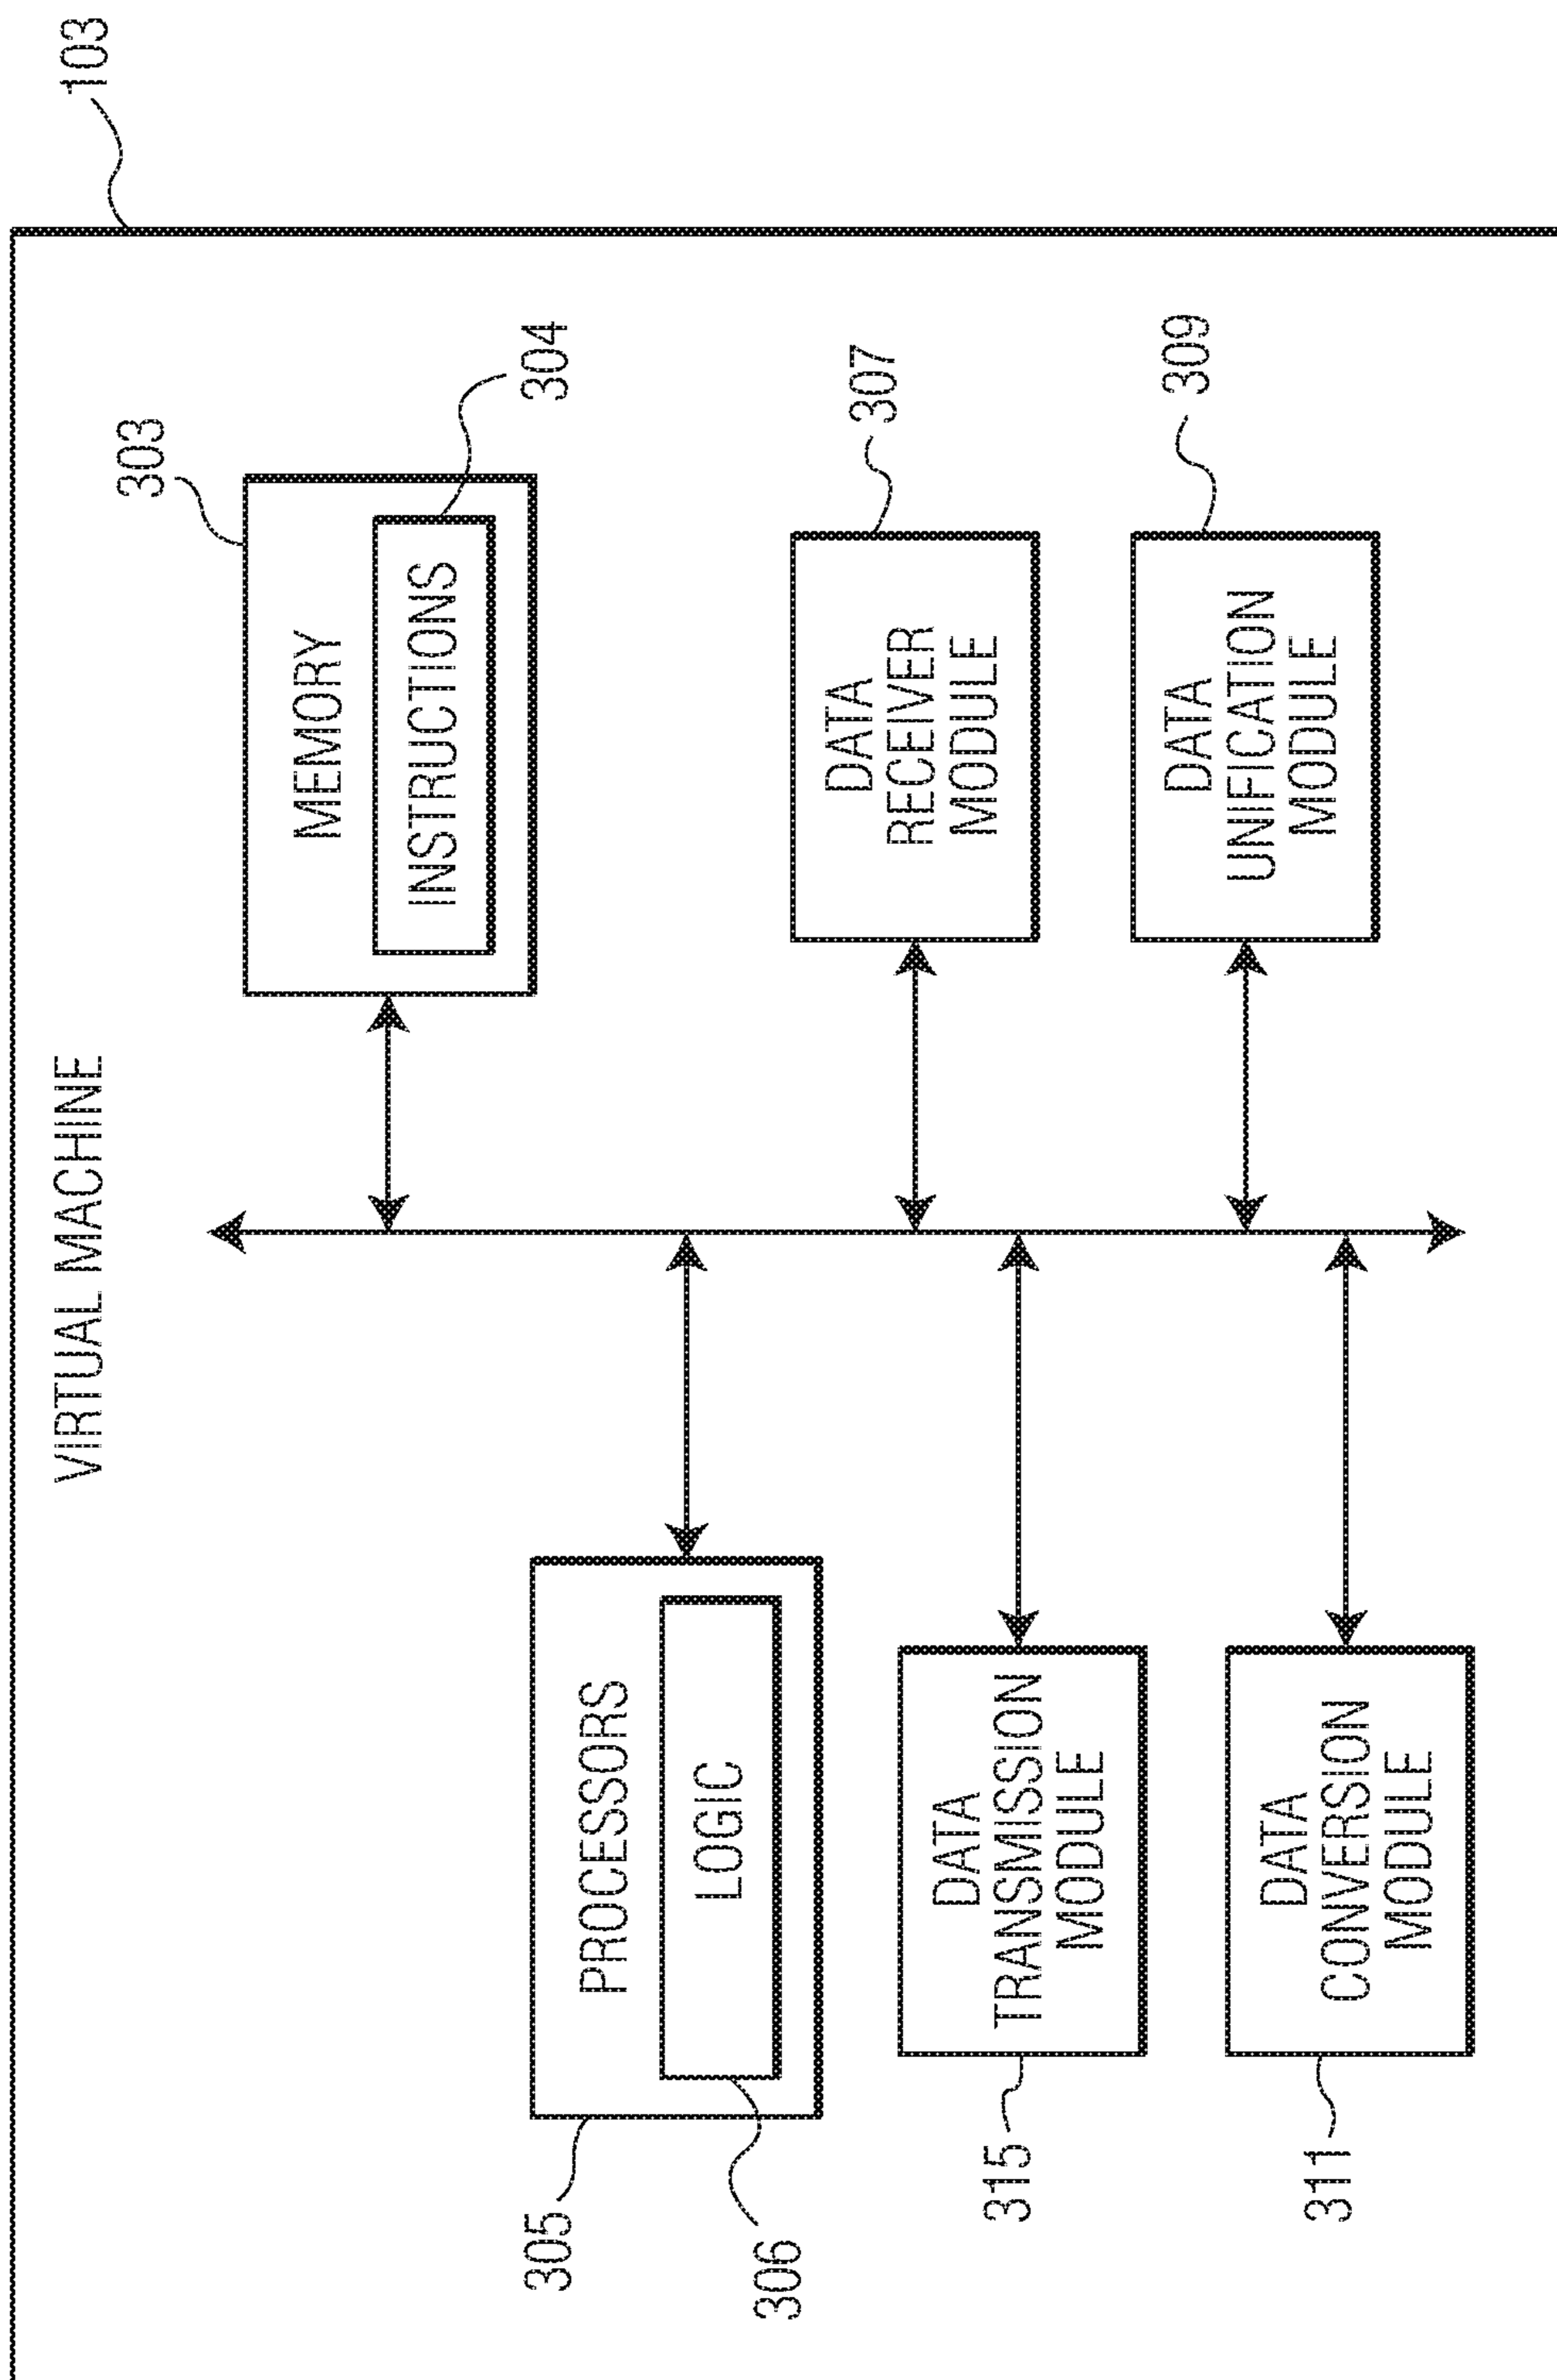 VIRTUAL MACHINE
103
303
MEMORY
INSTRUCTIONS
304
305
PROCESSORS
LOGIC
306
307
DATA
RECEIVER
MODULE
315
DATA
TRANSMISSION
MODULE
309
DATA
UNIFICATION
MODULE
311
DATA
CONVERSION
MODULE